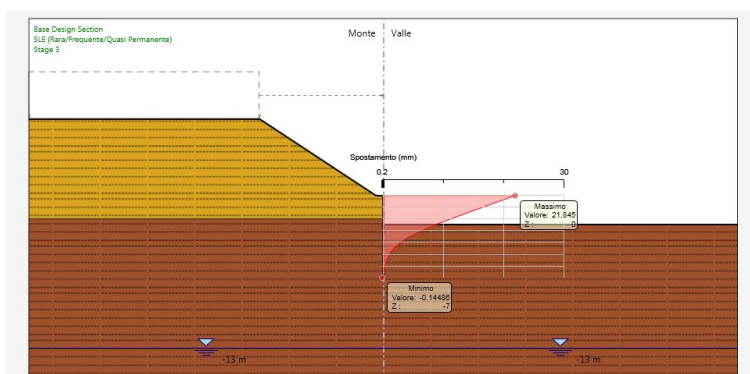 Base Design Section
SLE (Rara/Frequente/Quasi Permanente)
Stage 3
Monte
Valle
Spostamento (mm)
0.2
30
Massimo
Valore: 21.845
Z : 0
Minimo
Valore: -0.14486
Z : -7
-13 m
-13 m